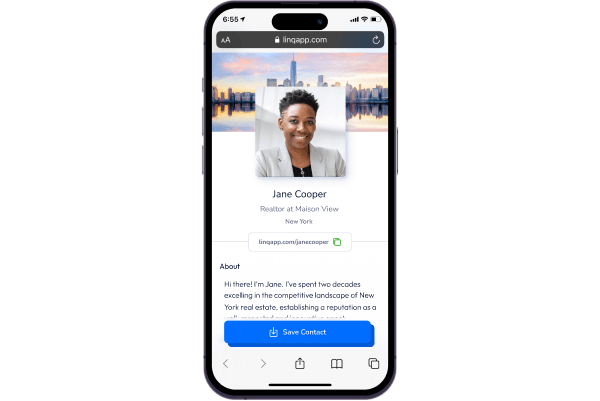 6:55
AA linqapp.com
Jane Cooper
Realtor at Maison View
New York
linqapp.com/janecooper
About
Hi there! I'm Jane. I've spent two decades
excelling in the competitive landscape of New
York real estate, establishing a reputation as a
Save Contact